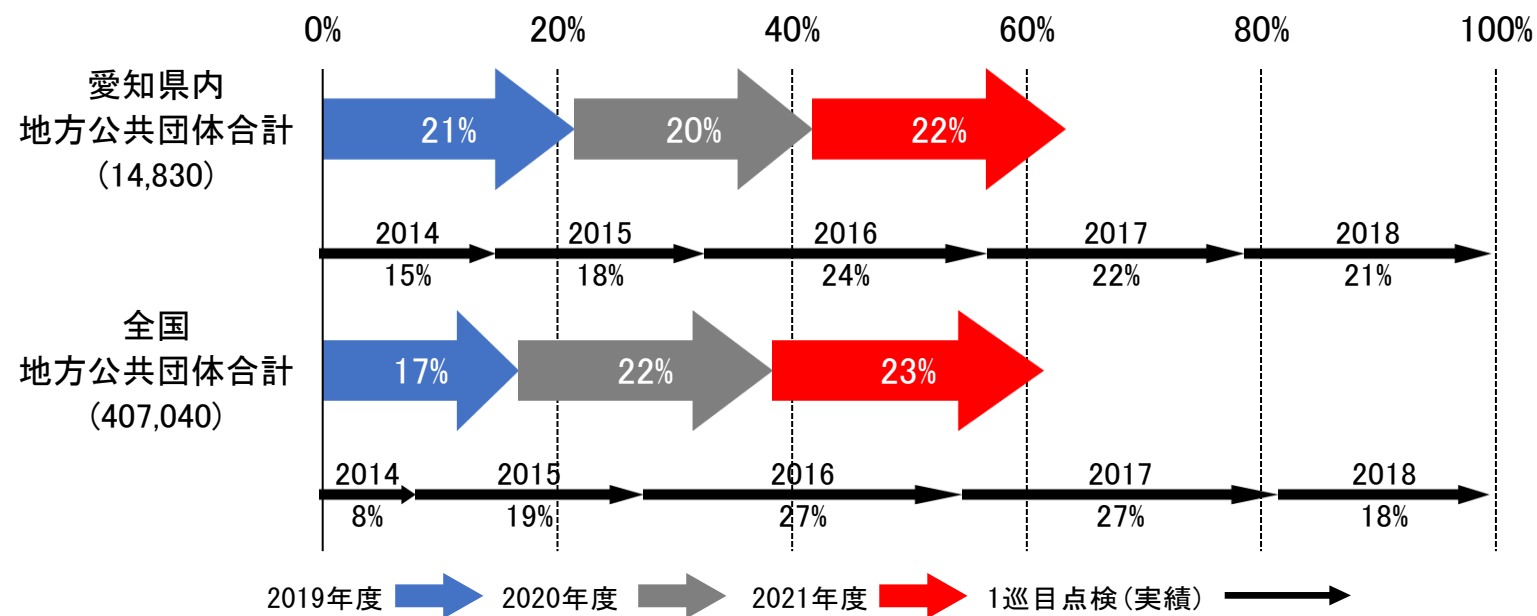 0% 20% 40% 60% 80% 100%
愛知県内
地方公共団体合計
(14,830)
21% 20% 22%
2014 2015 2016 2017 2018
15% 18% 24% 22% 21%
全国
地方公共団体合計
(407,040)
17% 22% 23%
2014 2015 2016 2017 2018
8% 19% 27% 27% 18%
2019年度 2020年度 2021年度 1巡目点検(実績)